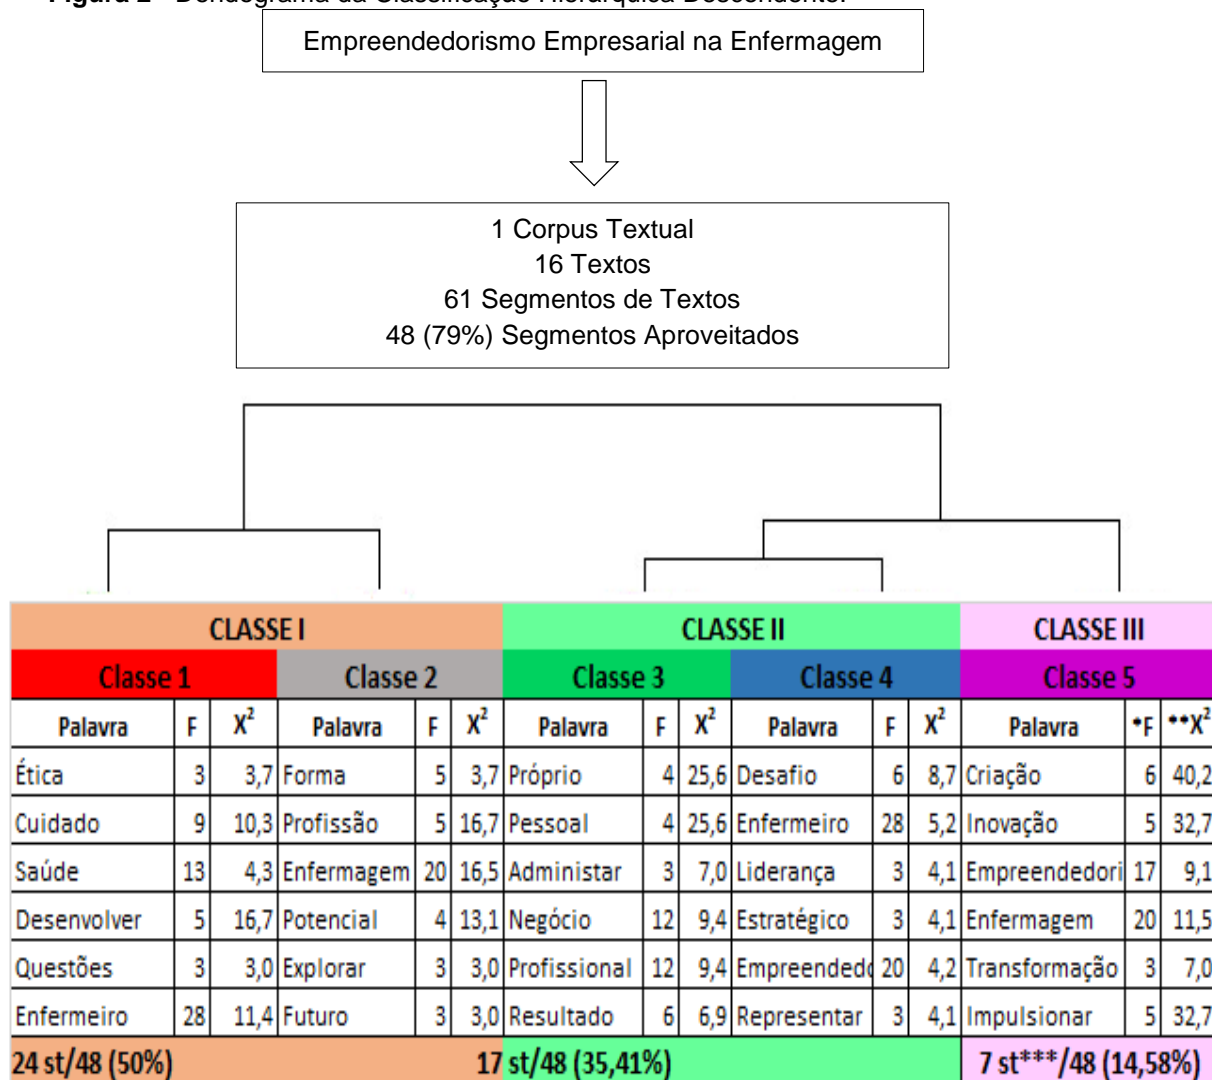 Figura 2 - Dendograma da Classificação Hierárquica Descendente.
Empreendedorismo Empresarial na Enfermagem
1 Corpus Textual
16 Textos
61 Segmentos de Textos
48 (79%) Segmentos Aproveitados
CLASSE I CLASSE II CLASSE III
Classe 1 Classe 2 Classe 3 Classe 4 Classe 5
Palavra F X² Palavra F X² Palavra F X² Palavra F X² Palavra *F **X²
Ética 3 3,7 Forma 5 3,7 Próprio 4 25,6 Desafio 6 8,7 Criação 6 40,2
Cuidado 9 10,3 Profissão 5 16,7 Pessoal 4 25,6 Enfermeiro 28 5,2 Inovação 5 32,7
Saúde 13 4,3 Enfermagem 20 16,5 Administar 3 7,0 Liderança 3 4,1 Empreendedori 17 9,1
Desenvolver 5 16,7 Potencial 4 13,1 Negócio 12 9,4 Estratégico 3 4,1 Enfermagem 20 11,5
Questões 3 3,0 Explorar 3 3,0 Profissional 12 9,4 Empreendedo 20 4,2 Transformação 3 7,0
Enfermeiro 28 11,4 Futuro 3 3,0 Resultado 6 6,9 Representar 3 4,1 Impulsionar 5 32,7
24 st/48 (50%) 17 st/48 (35,41%) 7 st***/48 (14,58%)